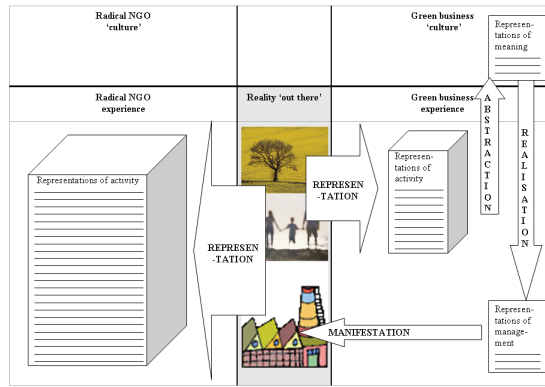 Radical NGO
‘culture’
Green business
‘culture’
Represen-
tations of
meaning
Radical NGO
experience
Reality ‘out there’
Green business
experience
Representations of activity
REPRESEN
-TATION
REPRESEN
-TATION
Represen-
tations of
activity
ABSTRACTION
REALISATION
MANIFESTATION
Represen-
tations of
manage-
ment